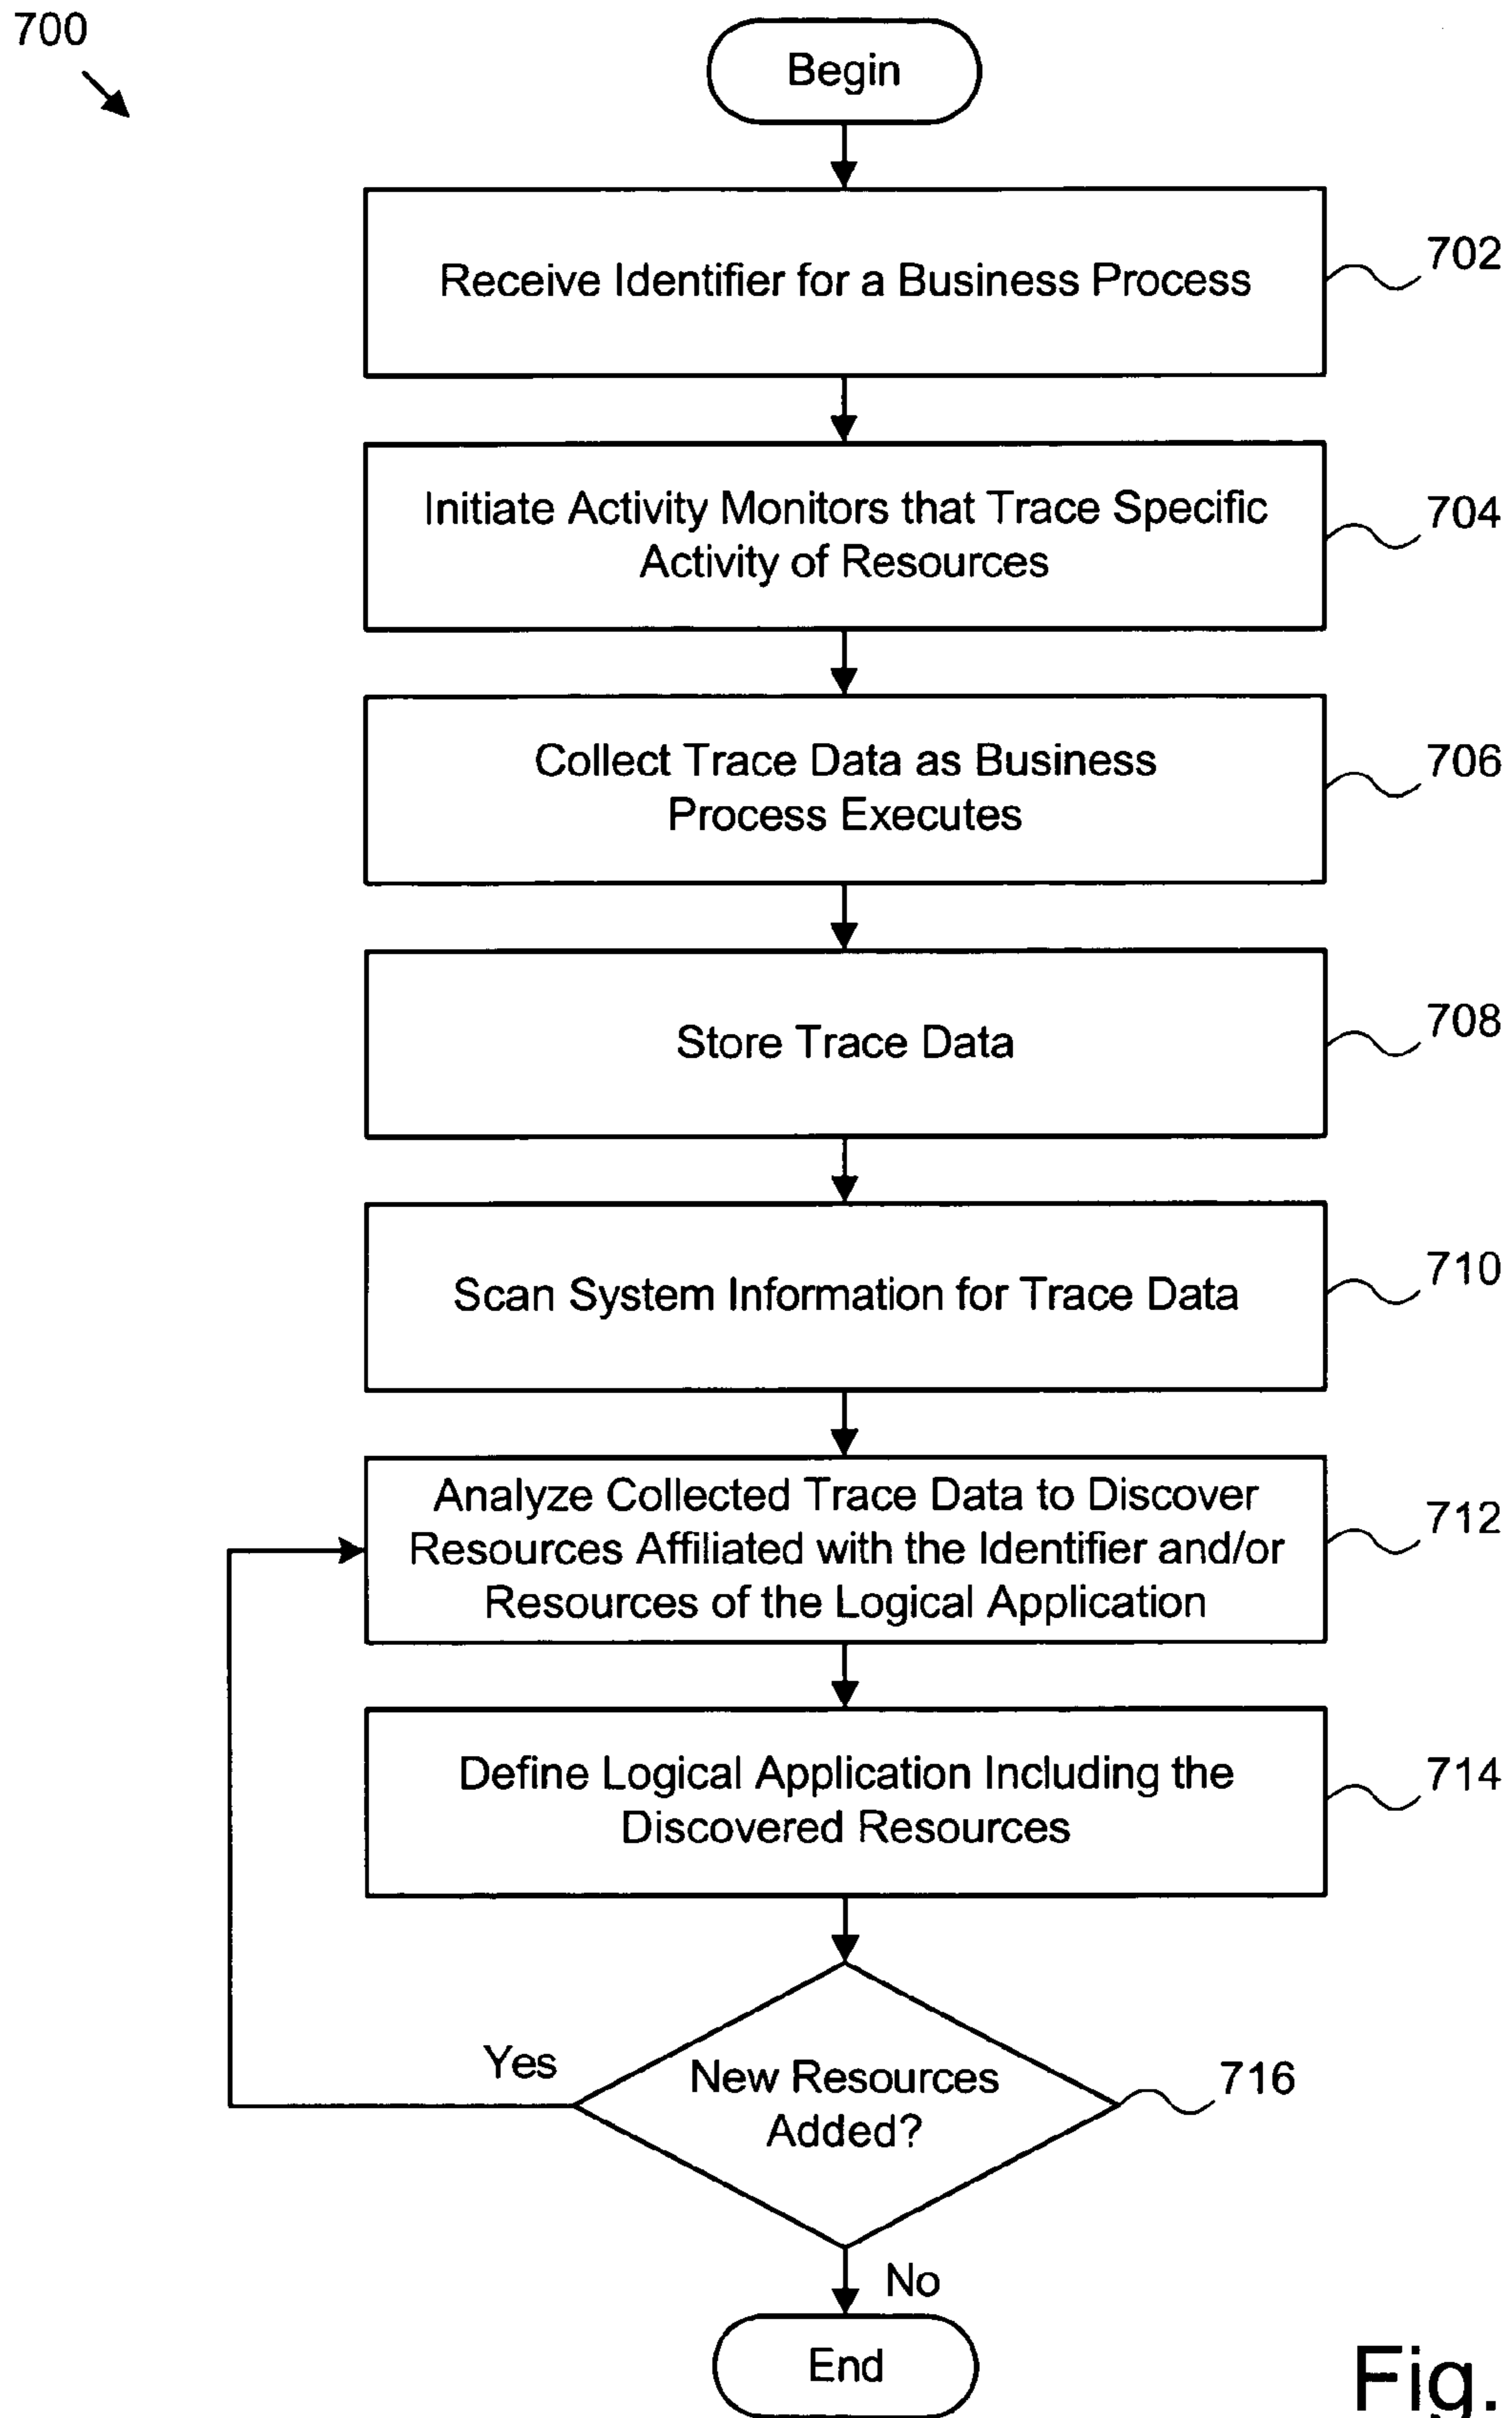 700
Begin
Receive Identifier for a Business Process
702
Initiate Activity Monitors that Trace Specific
Activity of Resources
704
Collect Trace Data as Business
Process Executes
706
Store Trace Data
708
Scan System Information for Trace Data
710
Analyze Collected Trace Data to Discover
Resources Affiliated with the Identifier and/or
Resources of the Logical Application
712
Define Logical Application Including the
Discovered Resources
714
New Resources
Added?
716
Yes
No
End
Fig.